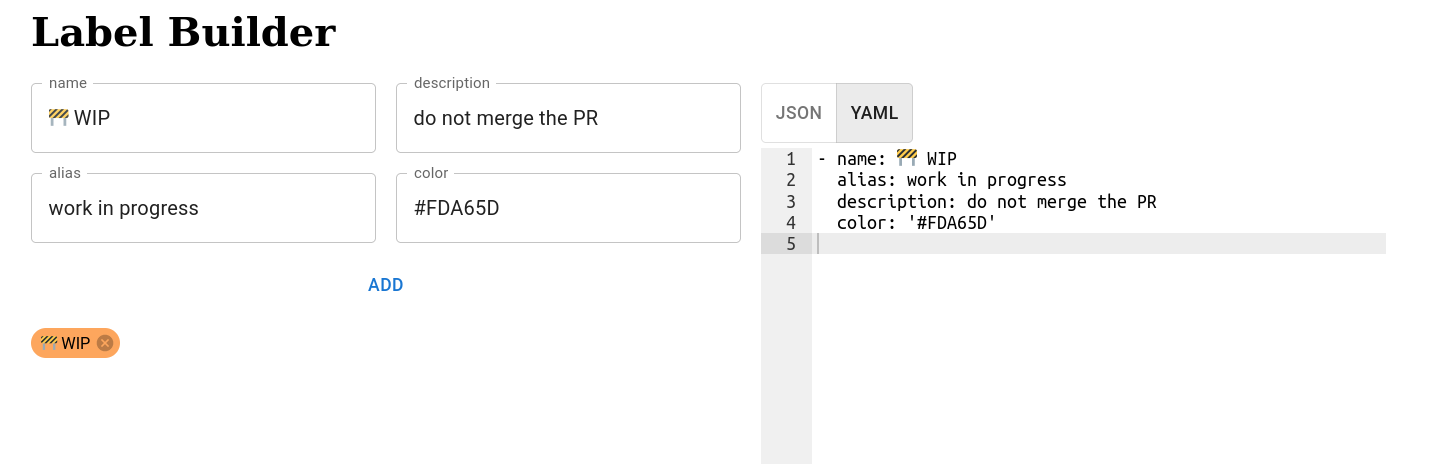 Label Builder
name
🚧 WIP
description
do not merge the PR
alias
work in progress
color
#FDA65D
ADD
🚧 WIP
JSON
YAML
1 - name: 🚧 WIP
2   alias: work in progress
3   description: do not merge the PR
4   color: '#FDA65D'
5